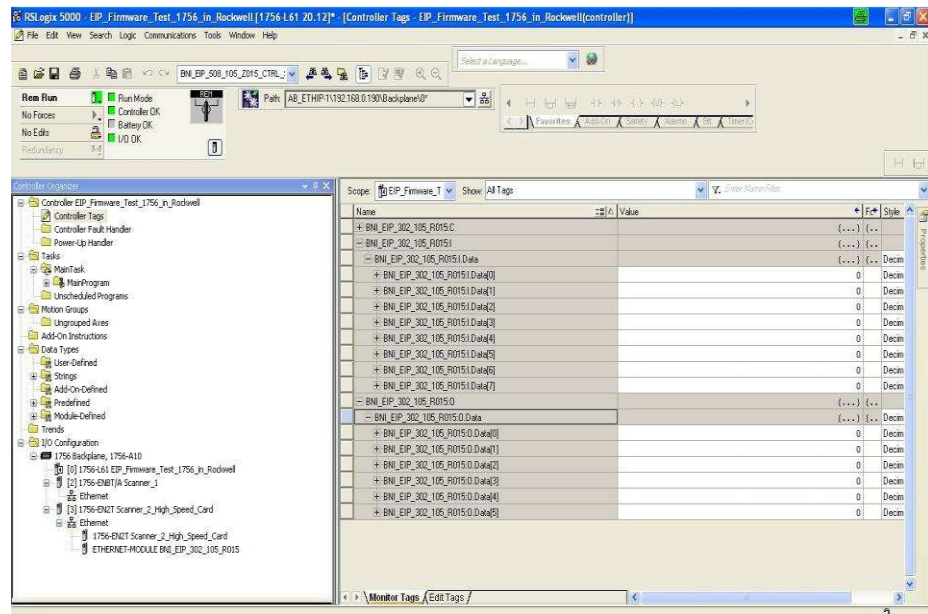 RSLogix 5000 - EIP_Firmware_Test_1756_in_Rockwell [1756-L61 20.12]* - [Controller Tags - EIP_Firmware_Test_1756_in_Rockwell(controller)]
File Edit View Search Logic Communications Tools Window Help
Select a Language...
Rem Run
Run Mode
No Forces
Controller OK
Battery OK
No Edits
I/O OK
Redundancy
REM
Path: AB_ETHIP-1\192.168.0.190\Backplane\0*
Favorites Add-On Safety Alarms Bit
Controller Organizer
Controller EIP_Firmware_Test_1756_in_Rockwell
Controller Tags
Controller Fault Handler
Power-Up Handler
Tasks
MainTask
MainProgram
Unscheduled Programs
Motion Groups
Ungrouped Axes
Add-On Instructions
Data Types
User-Defined
Strings
Add-On-Defined
Predefined
Module-Defined
Trends
I/O Configuration
1756 Backplane, 1756-A10
[0] 1756-L61 EIP_Firmware_Test_1756_in_Rockwell
[2] 1756-ENBT/A Scanner_1
Ethernet
[3] 1756-EN2T Scanner_2_High_Speed_Card
Ethernet
1756-EN2T Scanner_2_High_Speed_Card
ETHERNET-MODULE BNI_EIP_302_105_R015
Scope: EIP_Firmware_T Show: All Tags Enter Name Filter...
Name Value Style
BNI_EIP_302_105_R015:C {...} {..
BNI_EIP_302_105_R015:I {...} {..
BNI_EIP_302_105_R015:I.Data {...} {.. Decim
BNI_EIP_302_105_R015:I.Data[0] 0 Decim
BNI_EIP_302_105_R015:I.Data[1] 0 Decim
BNI_EIP_302_105_R015:I.Data[2] 0 Decim
BNI_EIP_302_105_R015:I.Data[3] 0 Decim
BNI_EIP_302_105_R015:I.Data[4] 0 Decim
BNI_EIP_302_105_R015:I.Data[5] 0 Decim
BNI_EIP_302_105_R015:I.Data[6] 0 Decim
BNI_EIP_302_105_R015:I.Data[7] 0 Decim
BNI_EIP_302_105_R015:O {...} {..
BNI_EIP_302_105_R015:O.Data {...} {.. Decim
BNI_EIP_302_105_R015:O.Data[0] 0 Decim
BNI_EIP_302_105_R015:O.Data[1] 0 Decim
BNI_EIP_302_105_R015:O.Data[2] 0 Decim
BNI_EIP_302_105_R015:O.Data[3] 0 Decim
BNI_EIP_302_105_R015:O.Data[4] 0 Decim
BNI_EIP_302_105_R015:O.Data[5] 0 Decim
Properties
Monitor Tags Edit Tags